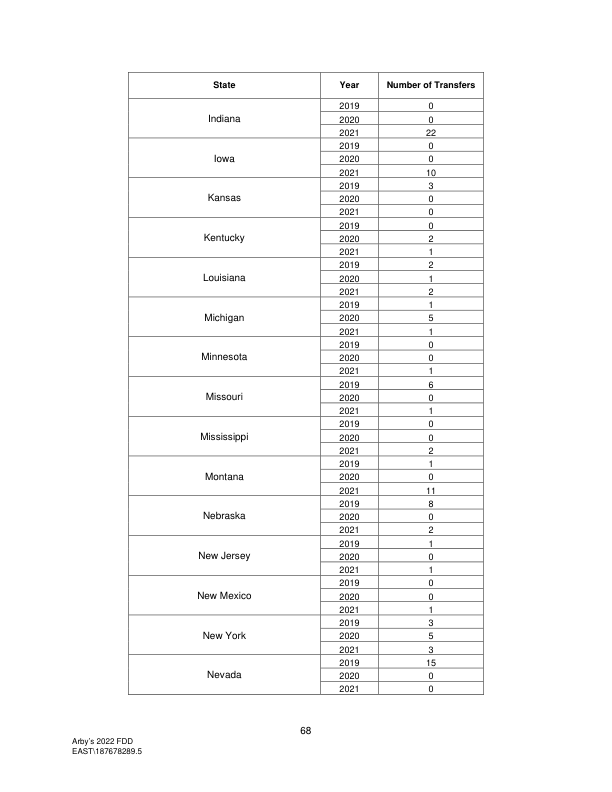 State Year Number of Transfers
2019 0
Indiana 2020 0
2021 22
2019 0
Iowa 2020 0
2021 10
2019 3
Kansas 2020 0
2021 0
2019 0
Kentucky 2020 2
2021 1
2019 2
Louisiana 2020 1
2021 2
2019 1
Michigan 2020 5
2021 1
2019 0
Minnesota 2020 0
2021 1
2019 6
Missouri 2020 0
2021 1
2019 0
Mississippi 2020 0
2021 2
2019 1
Montana 2020 0
2021 11
2019 8
Nebraska 2020 0
2021 2
2019 1
New Jersey 2020 0
2021 1
2019 0
New Mexico 2020 0
2021 1
2019 3
New York 2020 5
2021 3
2019 15
Nevada 2020 0
2021 0
68
Arby's 2022 FDD
EAST\187678289.5